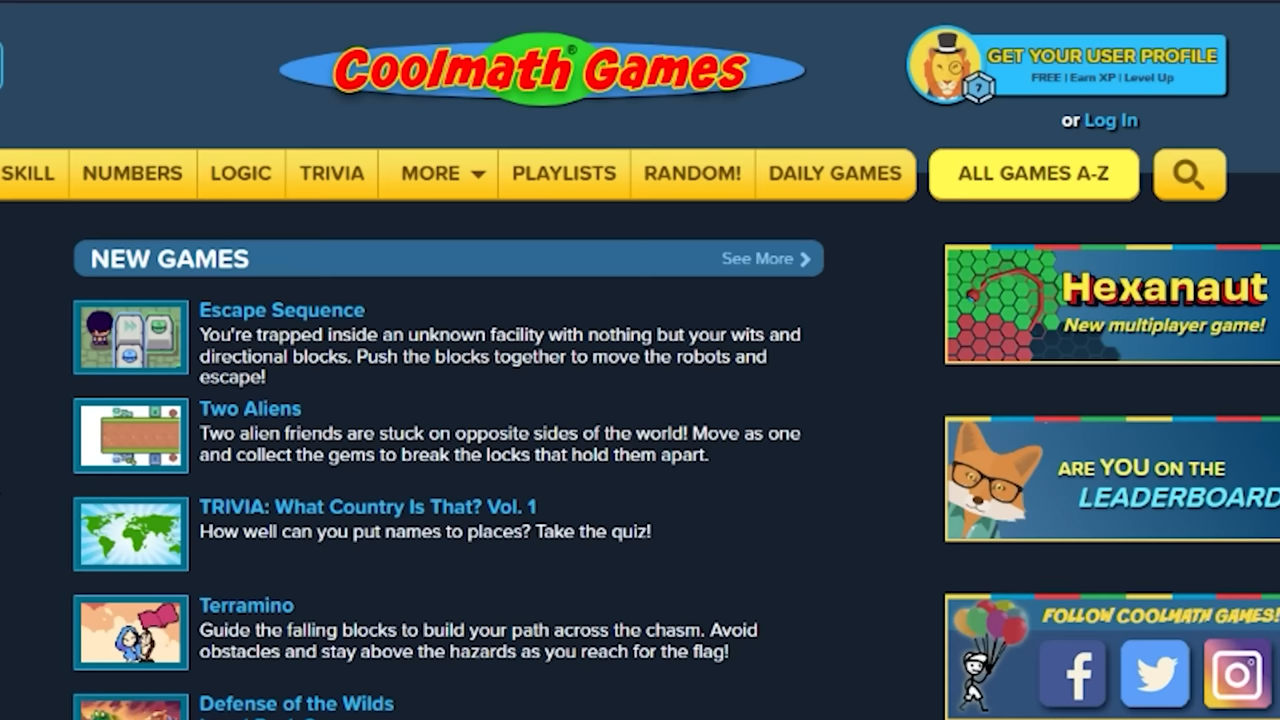 Coolmath® Games
GET YOUR USER PROFILE
FREE | Earn XP | Level Up
?
or Log In
SKILL NUMBERS LOGIC TRIVIA MORE PLAYLISTS RANDOM! DAILY GAMES ALL GAMES A-Z
NEW GAMES
See More
Escape Sequence
You're trapped inside an unknown facility with nothing but your wits and
directional blocks. Push the blocks together to move the robots and
escape!
Two Aliens
Two alien friends are stuck on opposite sides of the world! Move as one
and collect the gems to break the locks that hold them apart.
TRIVIA: What Country Is That? Vol. 1
How well can you put names to places? Take the quiz!
Terramino
Guide the falling blocks to build your path across the chasm. Avoid
obstacles and stay above the hazards as you reach for the flag!
Defense of the Wilds
Hexanaut
New multiplayer game!
ARE YOU ON THE
LEADERBOARD
FOLLOW COOLMATH GAMES!